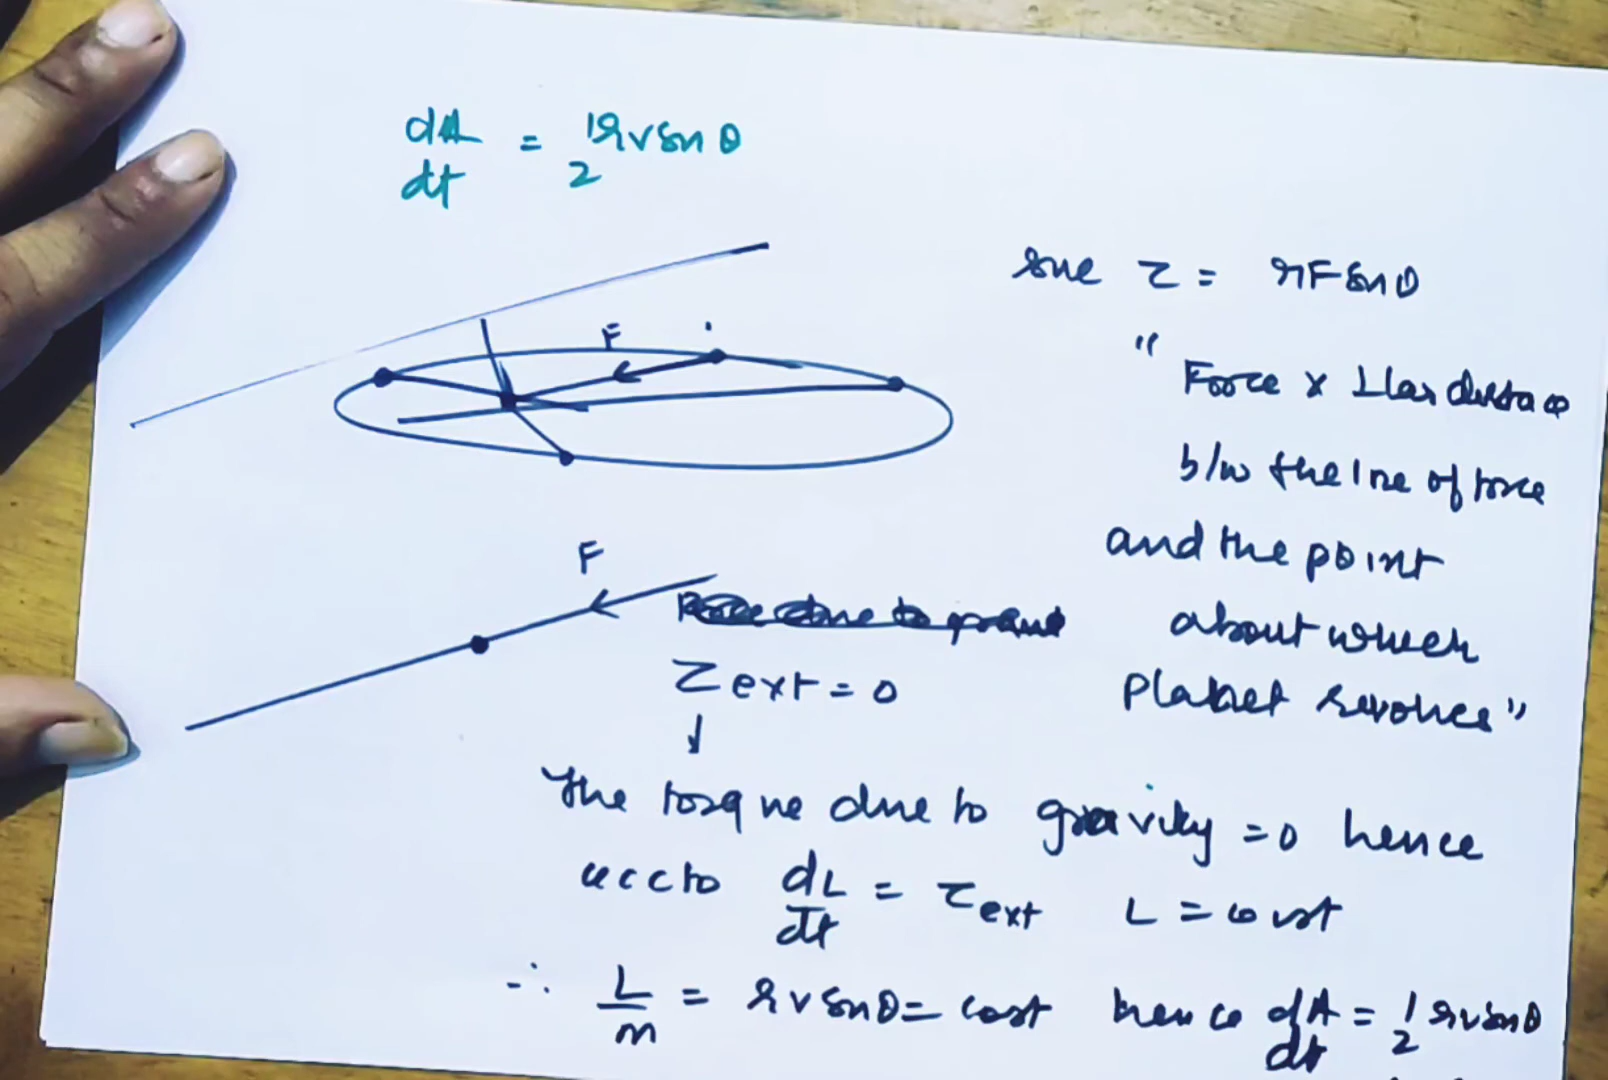 dA/dt = 1/2 rv sin θ
sine τ = rF sin θ
F
"Force × ⊥lar distance
b/w the line of force
and the point
F
about which
τext = 0
planet revolves"
↓
The torque due to gravity = 0 hence
acc to dL/dt = τext L = const
∴ L/m = rv sin θ = const hence dA/dt = 1/2 rv sin θ